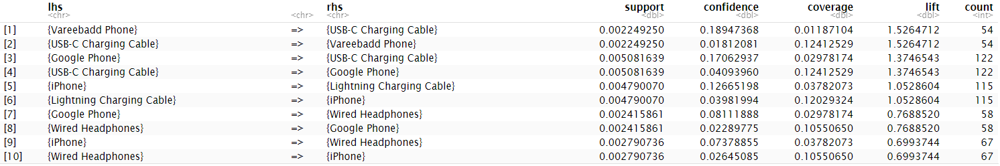 lhs rhs support confidence coverage lift count
<chr> <chr> <chr> <dbl> <dbl> <dbl> <dbl> <int>
[1] {Vareebadd Phone} => {USB-C Charging Cable} 0.002249250 0.18947368 0.01187104 1.5264712 54
[2] {USB-C Charging Cable} => {Vareebadd Phone} 0.002249250 0.01812081 0.12412529 1.5264712 54
[3] {Google Phone} => {USB-C Charging Cable} 0.005081639 0.17062937 0.02978174 1.3746543 122
[4] {USB-C Charging Cable} => {Google Phone} 0.005081639 0.04093960 0.12412529 1.3746543 122
[5] {iPhone} => {Lightning Charging Cable} 0.004790070 0.12665198 0.03782073 1.0528604 115
[6] {Lightning Charging Cable} => {iPhone} 0.004790070 0.03981994 0.12029324 1.0528604 115
[7] {Google Phone} => {Wired Headphones} 0.002415861 0.08111888 0.02978174 0.7688520 58
[8] {Wired Headphones} => {Google Phone} 0.002415861 0.02289775 0.10550650 0.7688520 58
[9] {iPhone} => {Wired Headphones} 0.002790736 0.07378855 0.03782073 0.6993744 67
[10] {Wired Headphones} => {iPhone} 0.002790736 0.02645085 0.10550650 0.6993744 67